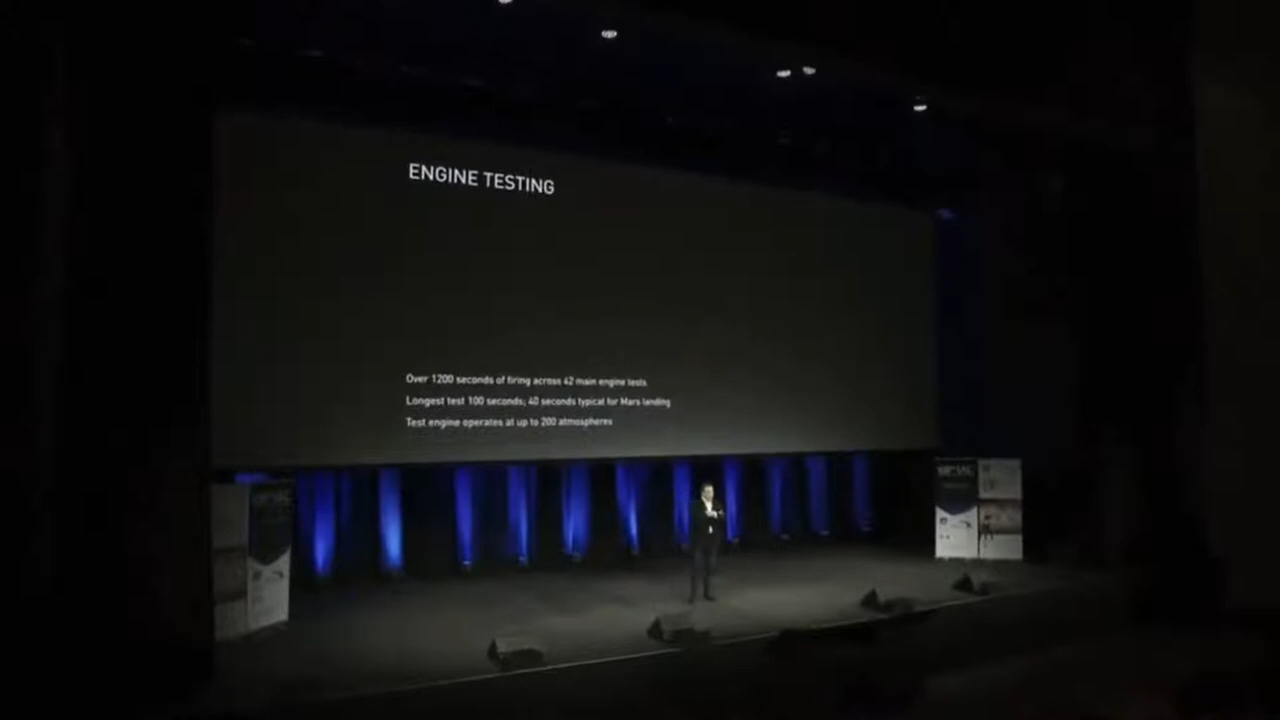 ENGINE TESTING
Over 1200 seconds of firing across 42 main engine tests
Longest test 100 seconds; 40 seconds typical for Mars landing
Test engine operates at up to 200 atmospheres